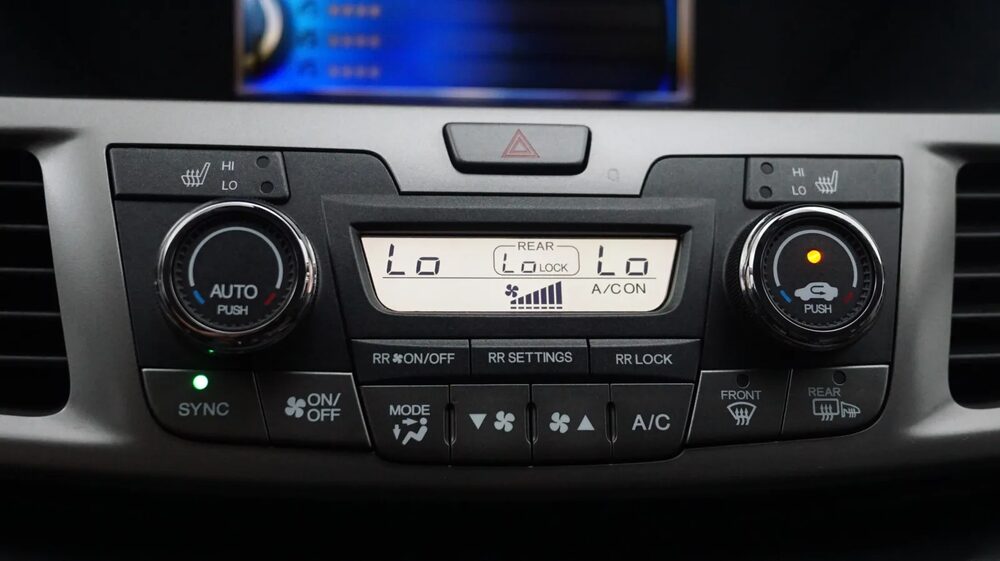 HI
LO
HI
LO
AUTO
PUSH
Lo
REAR
Lo LOCK
Lo
A/C ON
PUSH
RR ON/OFF
RR SETTINGS
RR LOCK
SYNC
ON/
OFF
MODE
A/C
FRONT
REAR